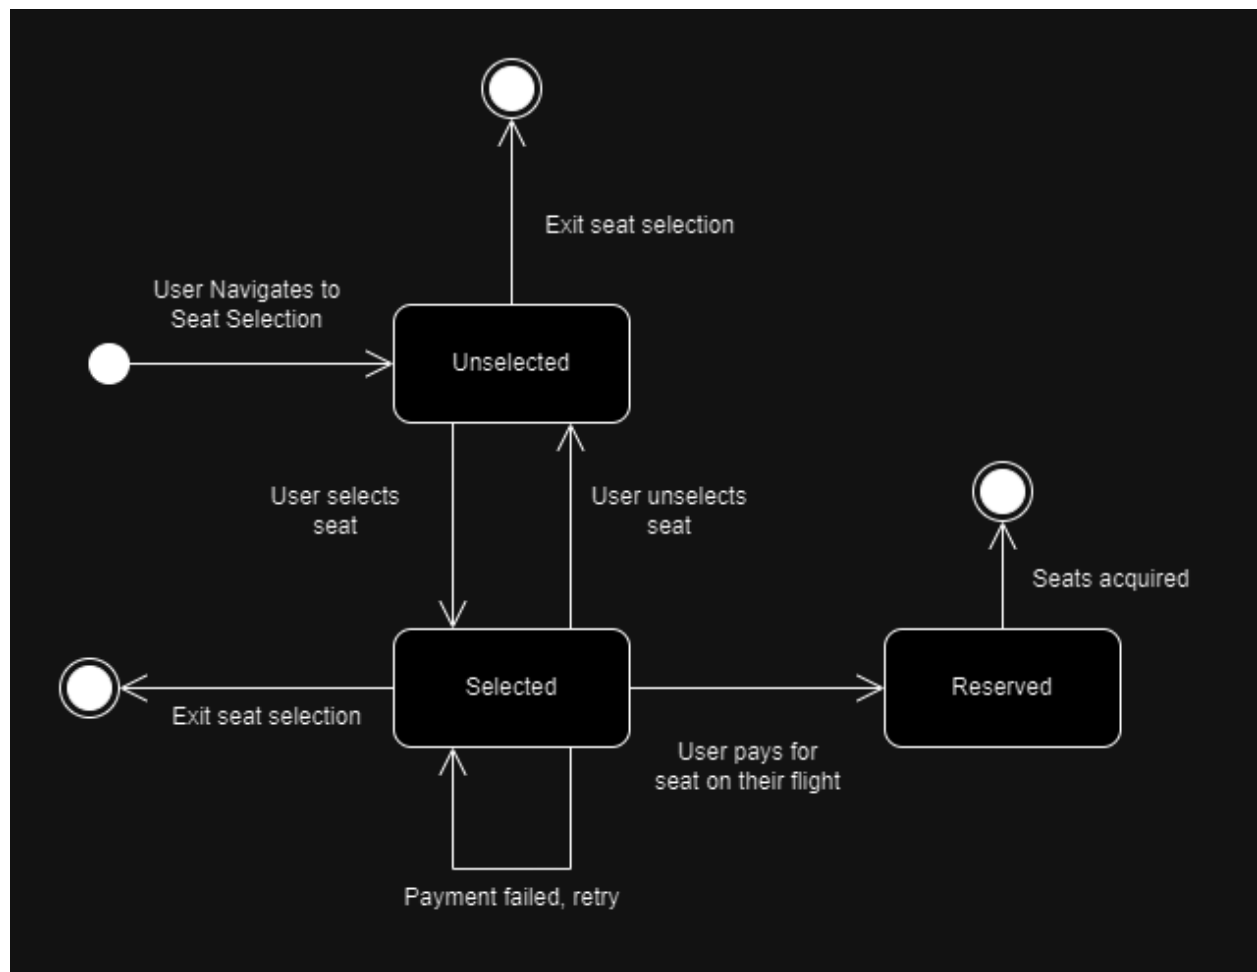 Exit seat selection
User Navigates to
Seat Selection
Unselected
User selects
seat
User unselects
seat
Seats acquired
Selected
Reserved
Exit seat selection
User pays for
seat on their flight
Payment failed, retry